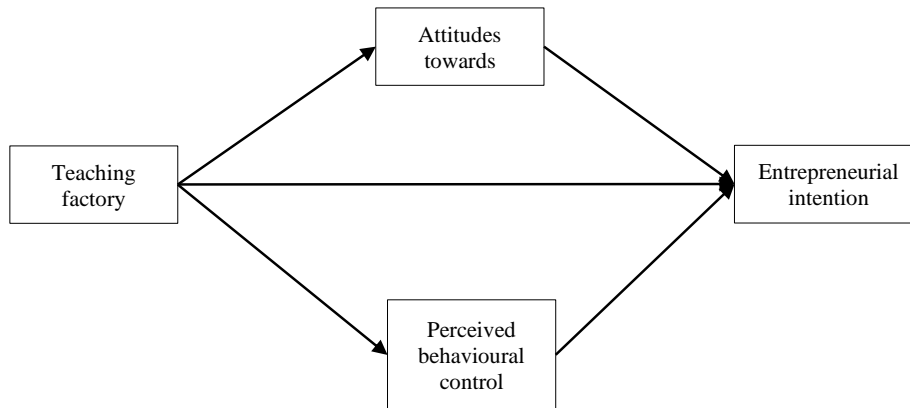 Attitudes
towards
Teaching
factory
Entrepreneurial
intention
Perceived
behavioural
control